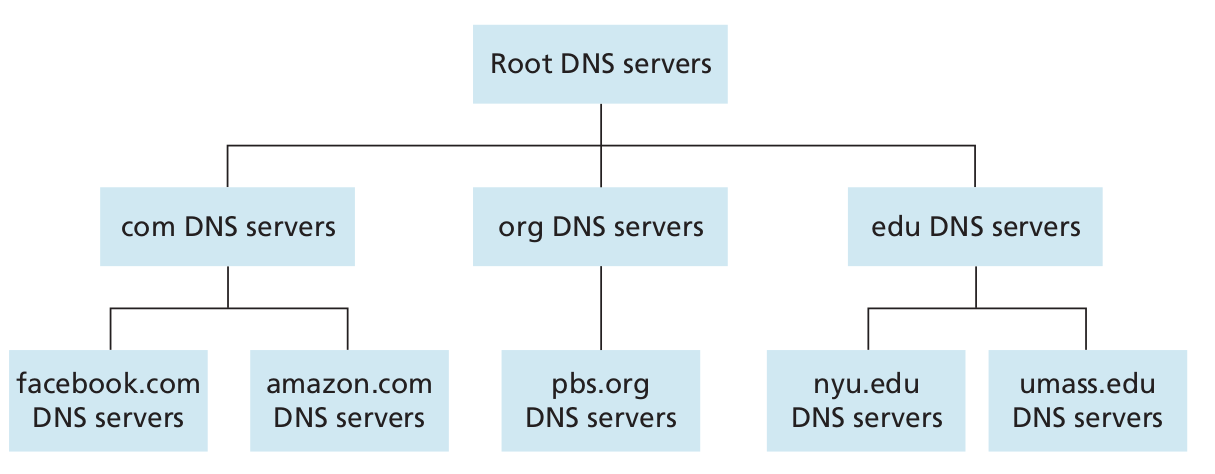 Root DNS servers
com DNS servers
org DNS servers
edu DNS servers
facebook.com
DNS servers
amazon.com
DNS servers
pbs.org
DNS servers
nyu.edu
DNS servers
umass.edu
DNS servers